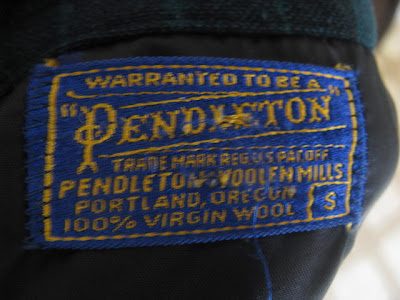 WARRANTED TO BE A
"PENDLETON"
TRADE MARK REG. U.S. PAT. OFF.
PENDLETON WOOLEN MILLS
PORTLAND, OREGON
100% VIRGIN WOOL
S